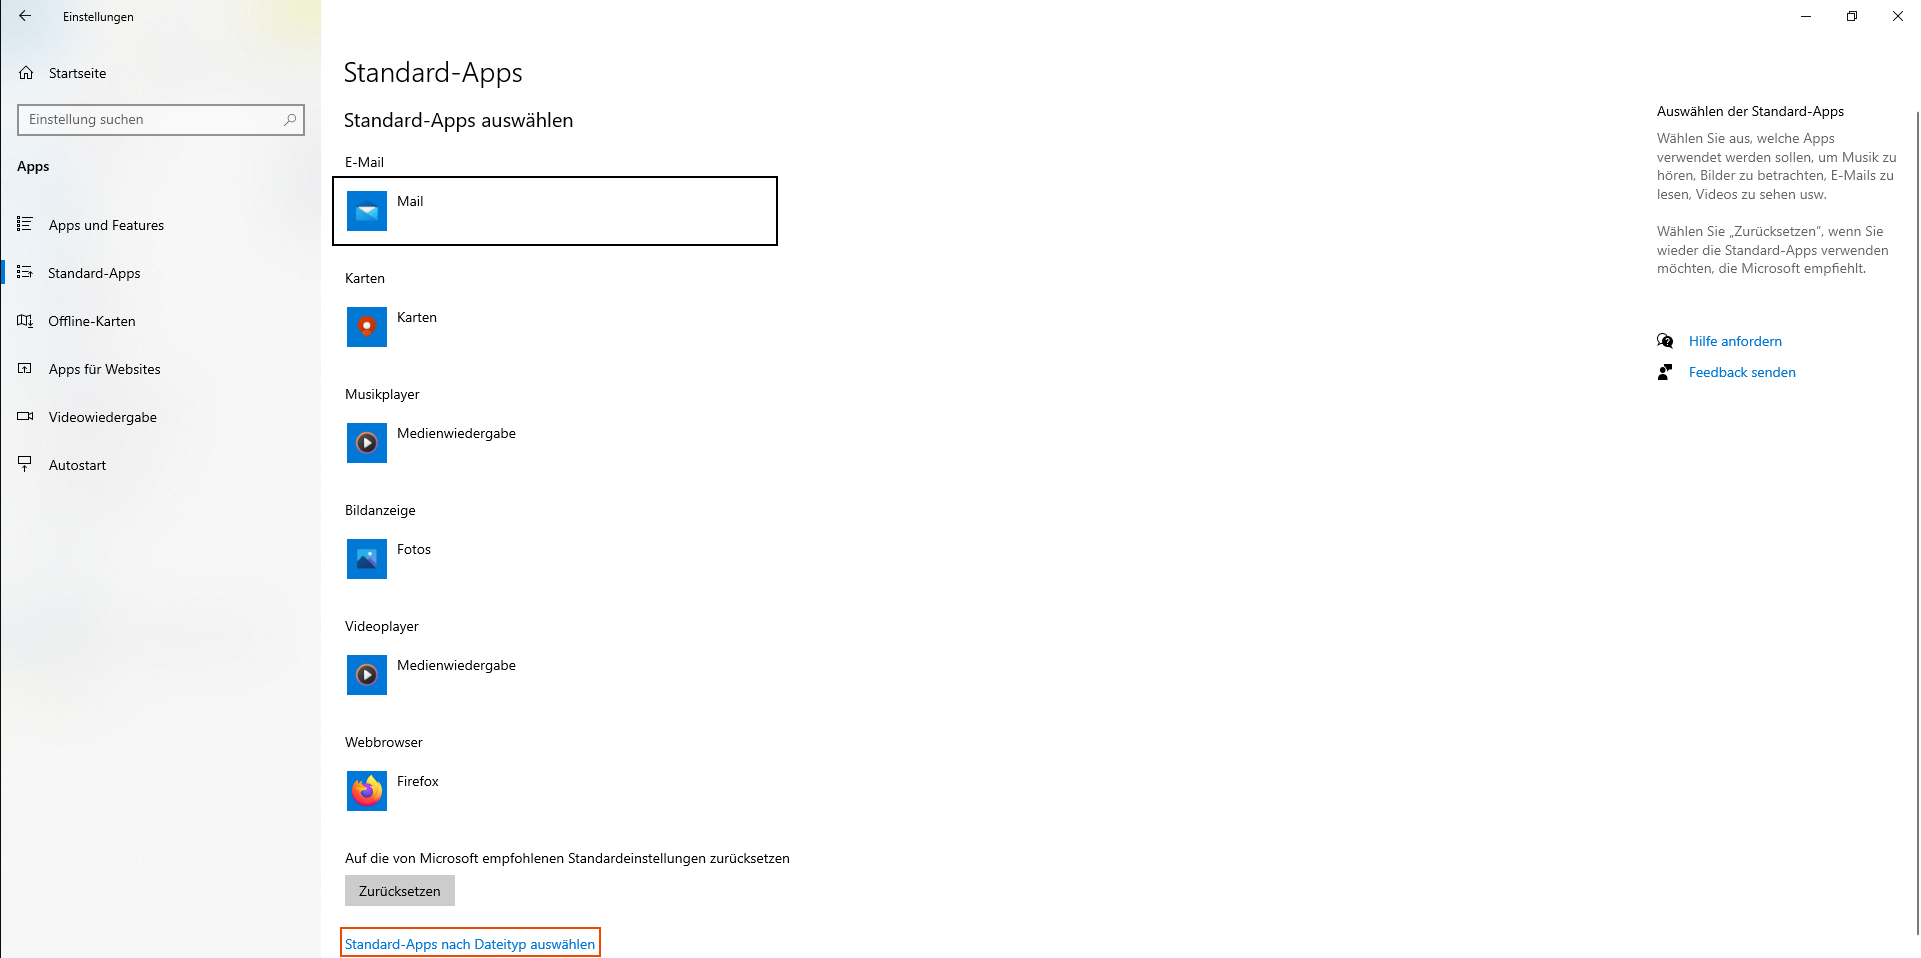 Einstellungen
Startseite
Einstellung suchen
Apps
Apps und Features
Standard-Apps
Offline-Karten
Apps für Websites
Videowiedergabe
Autostart
Standard-Apps
Standard-Apps auswählen
E-Mail
Mail
Karten
Karten
Musikplayer
Medienwiedergabe
Bildanzeige
Fotos
Videoplayer
Medienwiedergabe
Webbrowser
Firefox
Auf die von Microsoft empfohlenen Standardeinstellungen zurücksetzen
Zurücksetzen
Standard-Apps nach Dateityp auswählen
Auswählen der Standard-Apps
Wählen Sie aus, welche Apps
verwendet werden sollen, um Musik zu
hören, Bilder zu betrachten, E-Mails zu
lesen, Videos zu sehen usw.
Wählen Sie „Zurücksetzen“, wenn Sie
wieder die Standard-Apps verwenden
möchten, die Microsoft empfiehlt.
Hilfe anfordern
Feedback senden